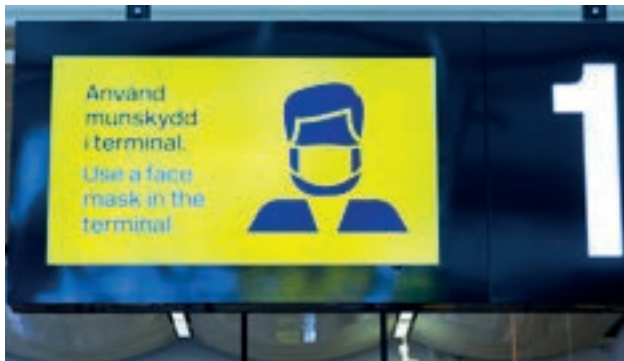 Använd
munskydd
i terminal.
Use a face
mask in the
terminal
1